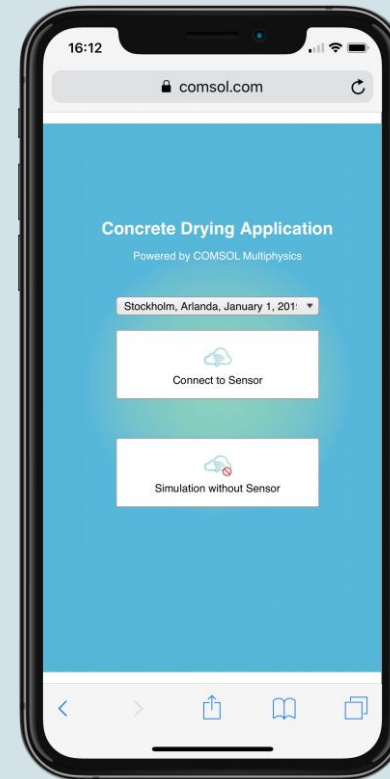 16:12
comsol.com
Concrete Drying Application
Powered by COMSOL Multiphysics
Stockholm, Arlanda, January 1, 201
Connect to Sensor
Simulation without Sensor